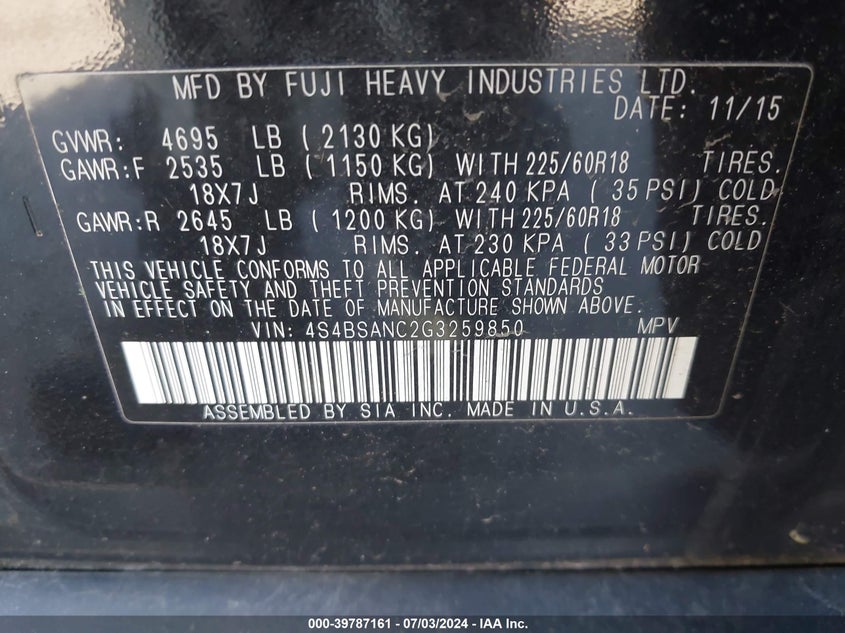 MFD BY FUJI HEAVY INDUSTRIES LTD.
DATE: 11/15
GVWR: 4695 LB ( 2130 KG)
GAWR:F 2535 LB ( 1150 KG) WITH 225/60R18 TIRES.
18X7J RIMS. AT 240 KPA ( 35 PSI) COLD
GAWR:R 2645 LB ( 1200 KG) WITH 225/60R18 TIRES.
18X7J RIMS. AT 230 KPA ( 33 PSI) COLD
THIS VEHICLE CONFORMS TO ALL APPLICABLE FEDERAL MOTOR
VEHICLE SAFETY AND THEFT PREVENTION STANDARDS
IN EFFECT ON THE DATE OF MANUFACTURE SHOWN ABOVE.
VIN: 4S4BSANC2G3259850 MPV
ASSEMBLED BY SIA INC. MADE IN U.S.A.
000-39787161 - 07/03/2024 - IAA Inc.